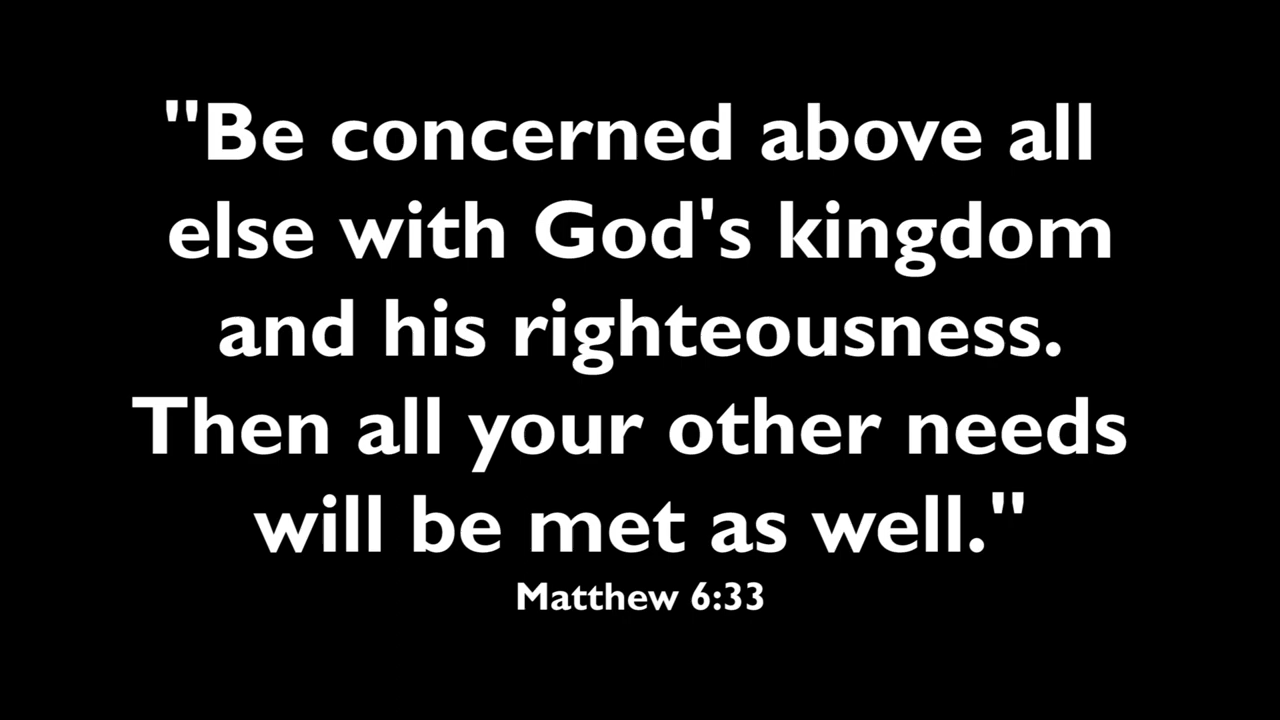 "Be concerned above all
else with God's kingdom
and his righteousness.
Then all your other needs
will be met as well."
Matthew 6:33